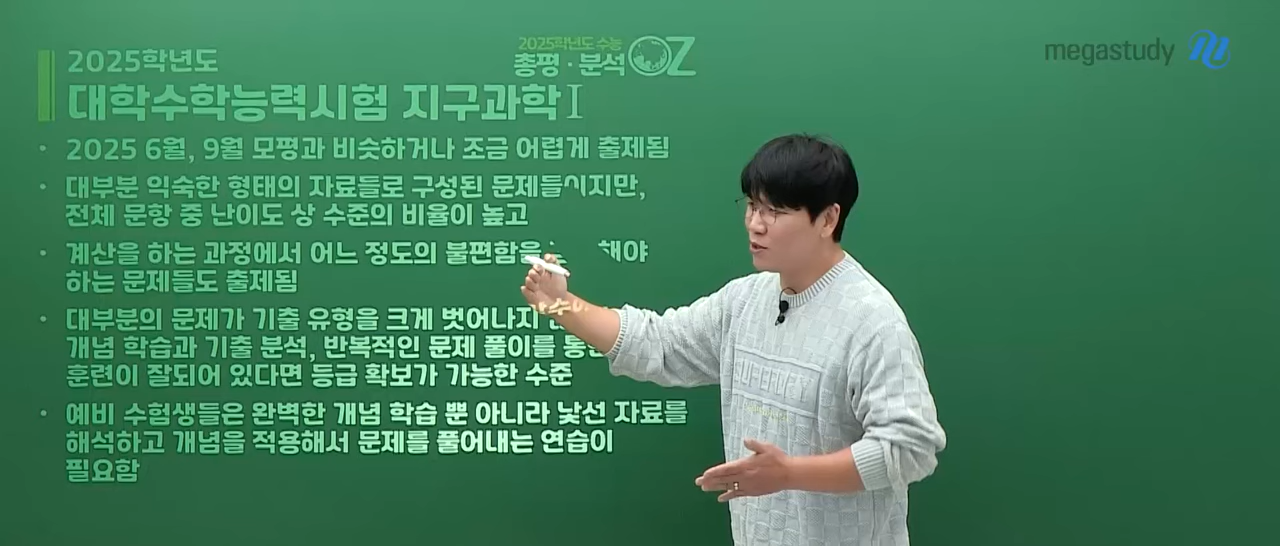 2025학년도 수능
총평·분석 OZ
megastudy
2025학년도
대학수학능력시험 지구과학I
• 2025 6월, 9월 모평과 비슷하거나 조금 어렵게 출제됨
• 대부분 익숙한 형태의 자료들로 구성된 문제들이지만,
전체 문항 중 난이도 상 수준의 비율이 높고
• 계산을 하는 과정에서 어느 정도의 불편함을 해야
하는 문제들도 출제됨
• 대부분의 문제가 기출 유형을 크게 벗어나지
개념 학습과 기출 분석, 반복적인 문제 풀이를
훈련이 잘되어 있다면 등급 확보가 가능한 수준
• 예비 수험생들은 완벽한 개념 학습 뿐 아니라 낯선 자료를
해석하고 개념을 적용해서 문제를 풀어내는 연습이
필요함